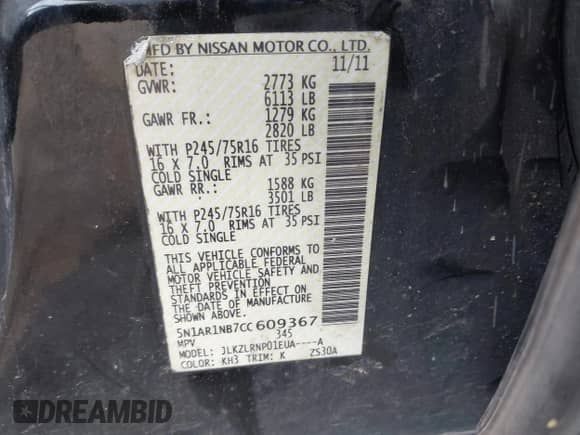 MFD BY NISSAN MOTOR CO., LTD.
DATE: 11/11
GVWR: 2773 KG
6113 LB
GAWR FR.: 1279 KG
2820 LB
WITH P245/75R16 TIRES
16 X 7.0 RIMS AT 35 PSI
COLD SINGLE
GAWR RR.: 1588 KG
3501 LB
WITH P245/75R16 TIRES
16 X 7.0 RIMS AT 35 PSI
COLD SINGLE
THIS VEHICLE CONFORMS TO
ALL APPLICABLE FEDERAL
MOTOR VEHICLE SAFETY AND
THEFT PREVENTION
STANDARDS IN EFFECT ON
THE DATE OF MANUFACTURE
SHOWN ABOVE
5N1AR1NB7CC609367
MPV 345
MODEL: JLKZLRNP01EUA----A
COLOR: KH3 TRIM: K ZS30A
DREAMBID